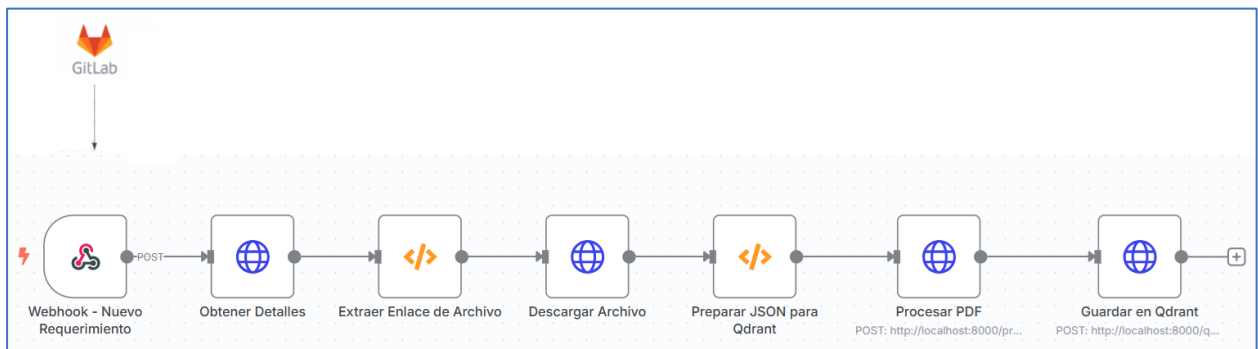 GitLab
POST
Webhook - Nuevo
Requerimiento
Obtener Detalles
Extraer Enlace de Archivo
Descargar Archivo
Preparar JSON para
Qdrant
Procesar PDF
POST: http://localhost:8000/pr...
Guardar en Qdrant
POST: http://localhost:8000/q...